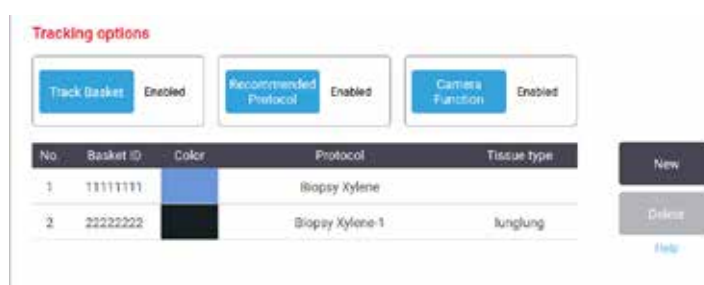 Tracking options
Track Basket Enabled Recommended Protocol Enabled Camera Function Enabled
No. Basket ID Color Protocol Tissue type
1 11111111 Biopsy Xylene
2 22222222 Biopsy Xylene-1 lunglung
New
Delete
Help